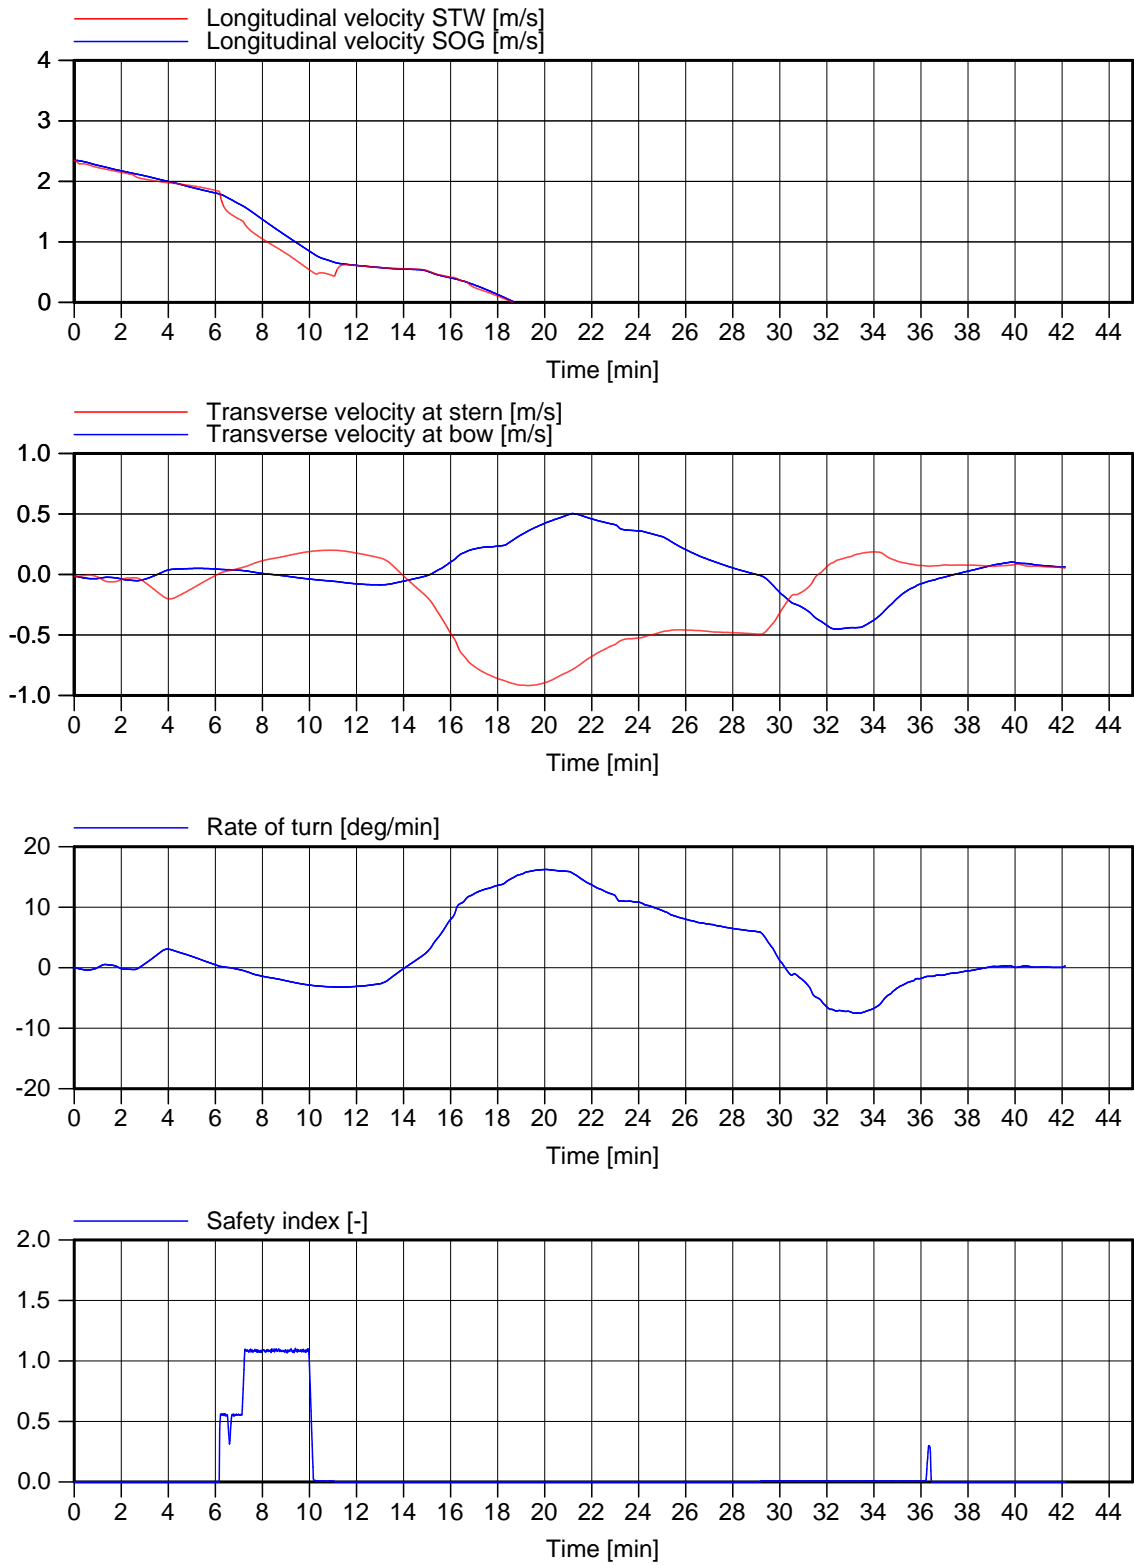 Longitudinal velocity STW [m/s]
Longitudinal velocity SOG [m/s]
4
3
2
1
0
0 2 4 6 8 10 12 14 16 18 20 22 24 26 28 30 32 34 36 38 40 42 44
Time [min]
Transverse velocity at stern [m/s]
Transverse velocity at bow [m/s]
1.0
0.5
0.0
-0.5
-1.0
0 2 4 6 8 10 12 14 16 18 20 22 24 26 28 30 32 34 36 38 40 42 44
Time [min]
Rate of turn [deg/min]
20
10
0
-10
-20
0 2 4 6 8 10 12 14 16 18 20 22 24 26 28 30 32 34 36 38 40 42 44
Time [min]
Safety index [-]
2.0
1.5
1.0
0.5
0.0
0 2 4 6 8 10 12 14 16 18 20 22 24 26 28 30 32 34 36 38 40 42 44
Time [min]